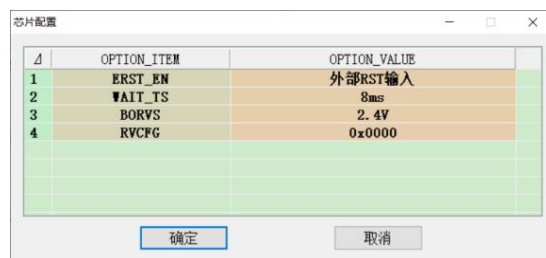 芯片配置
⊿ OPTION_ITEM OPTION_VALUE
1 ERST_EN 外部RST输入
2 WAIT_TS 8ms
3 BORVS 2.4V
4 RVCFG 0x0000
确定 取消